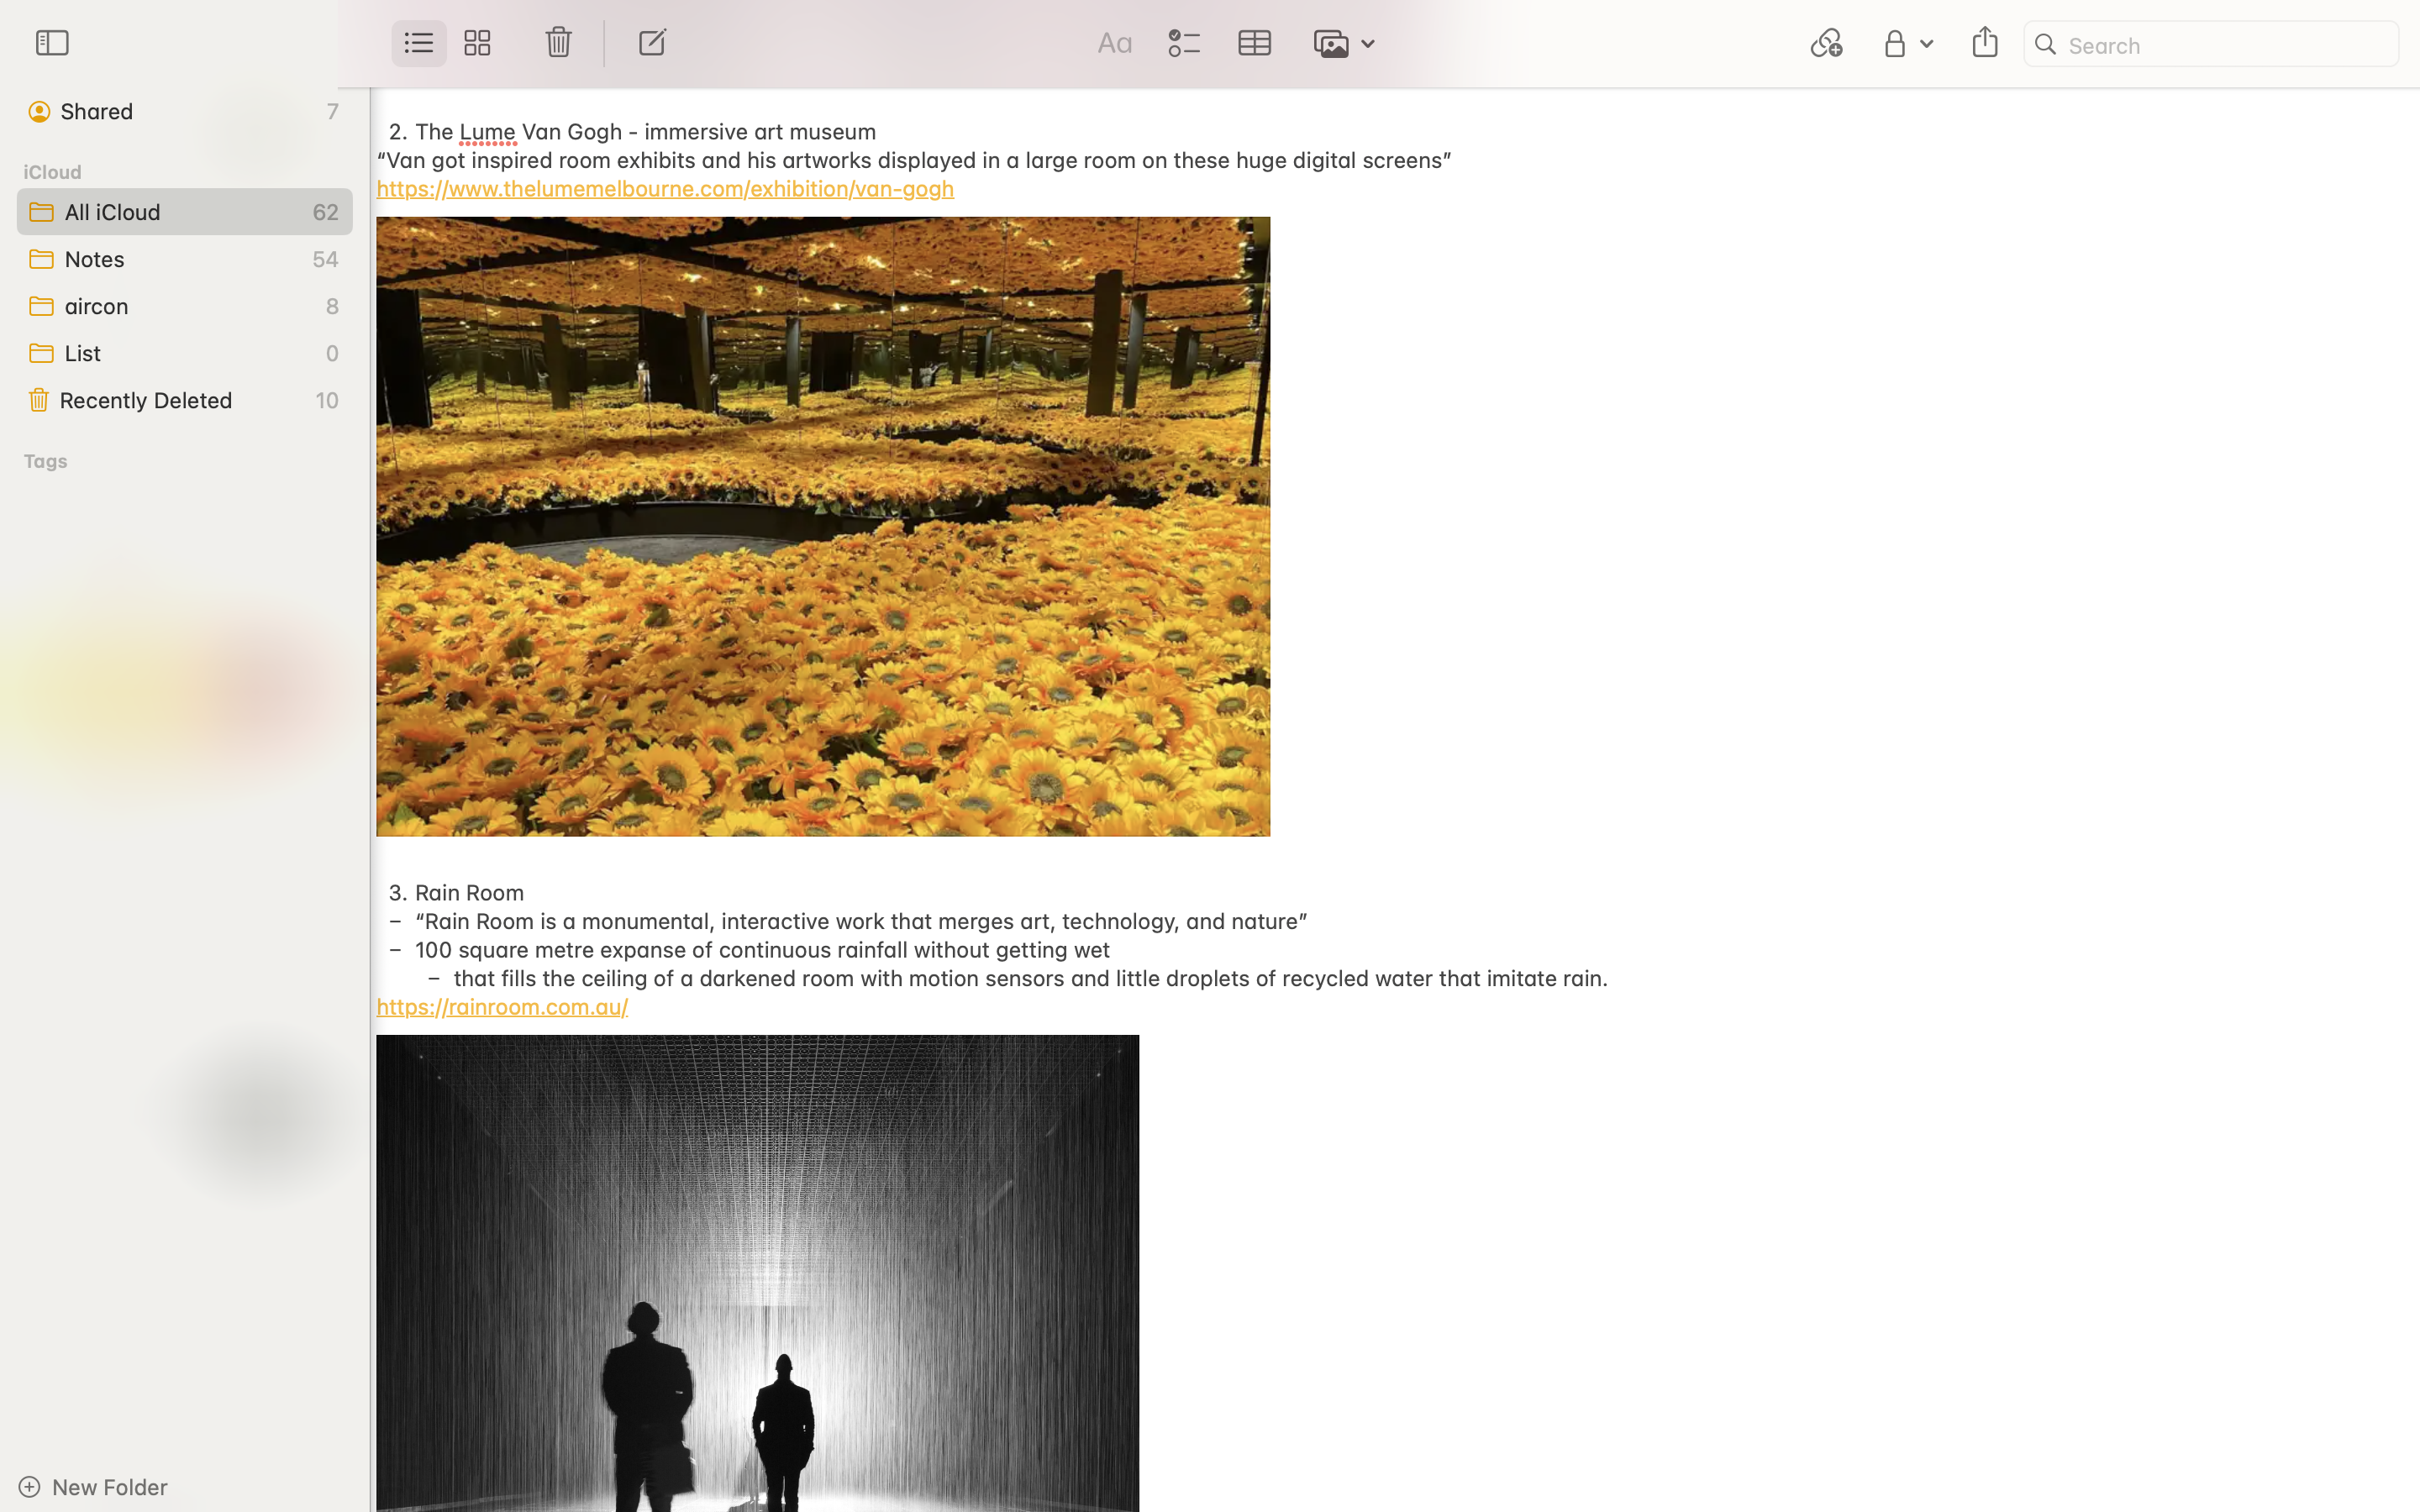 Aa
Search
Shared 7
iCloud
All iCloud 62
Notes 54
aircon 8
List 0
Recently Deleted 10
Tags
New Folder
2. The Lume Van Gogh - immersive art museum
“Van got inspired room exhibits and his artworks displayed in a large room on these huge digital screens”
https://www.thelumemelbourne.com/exhibition/van-gogh
3. Rain Room
– “Rain Room is a monumental, interactive work that merges art, technology, and nature”
– 100 square metre expanse of continuous rainfall without getting wet
– that fills the ceiling of a darkened room with motion sensors and little droplets of recycled water that imitate rain.
https://rainroom.com.au/